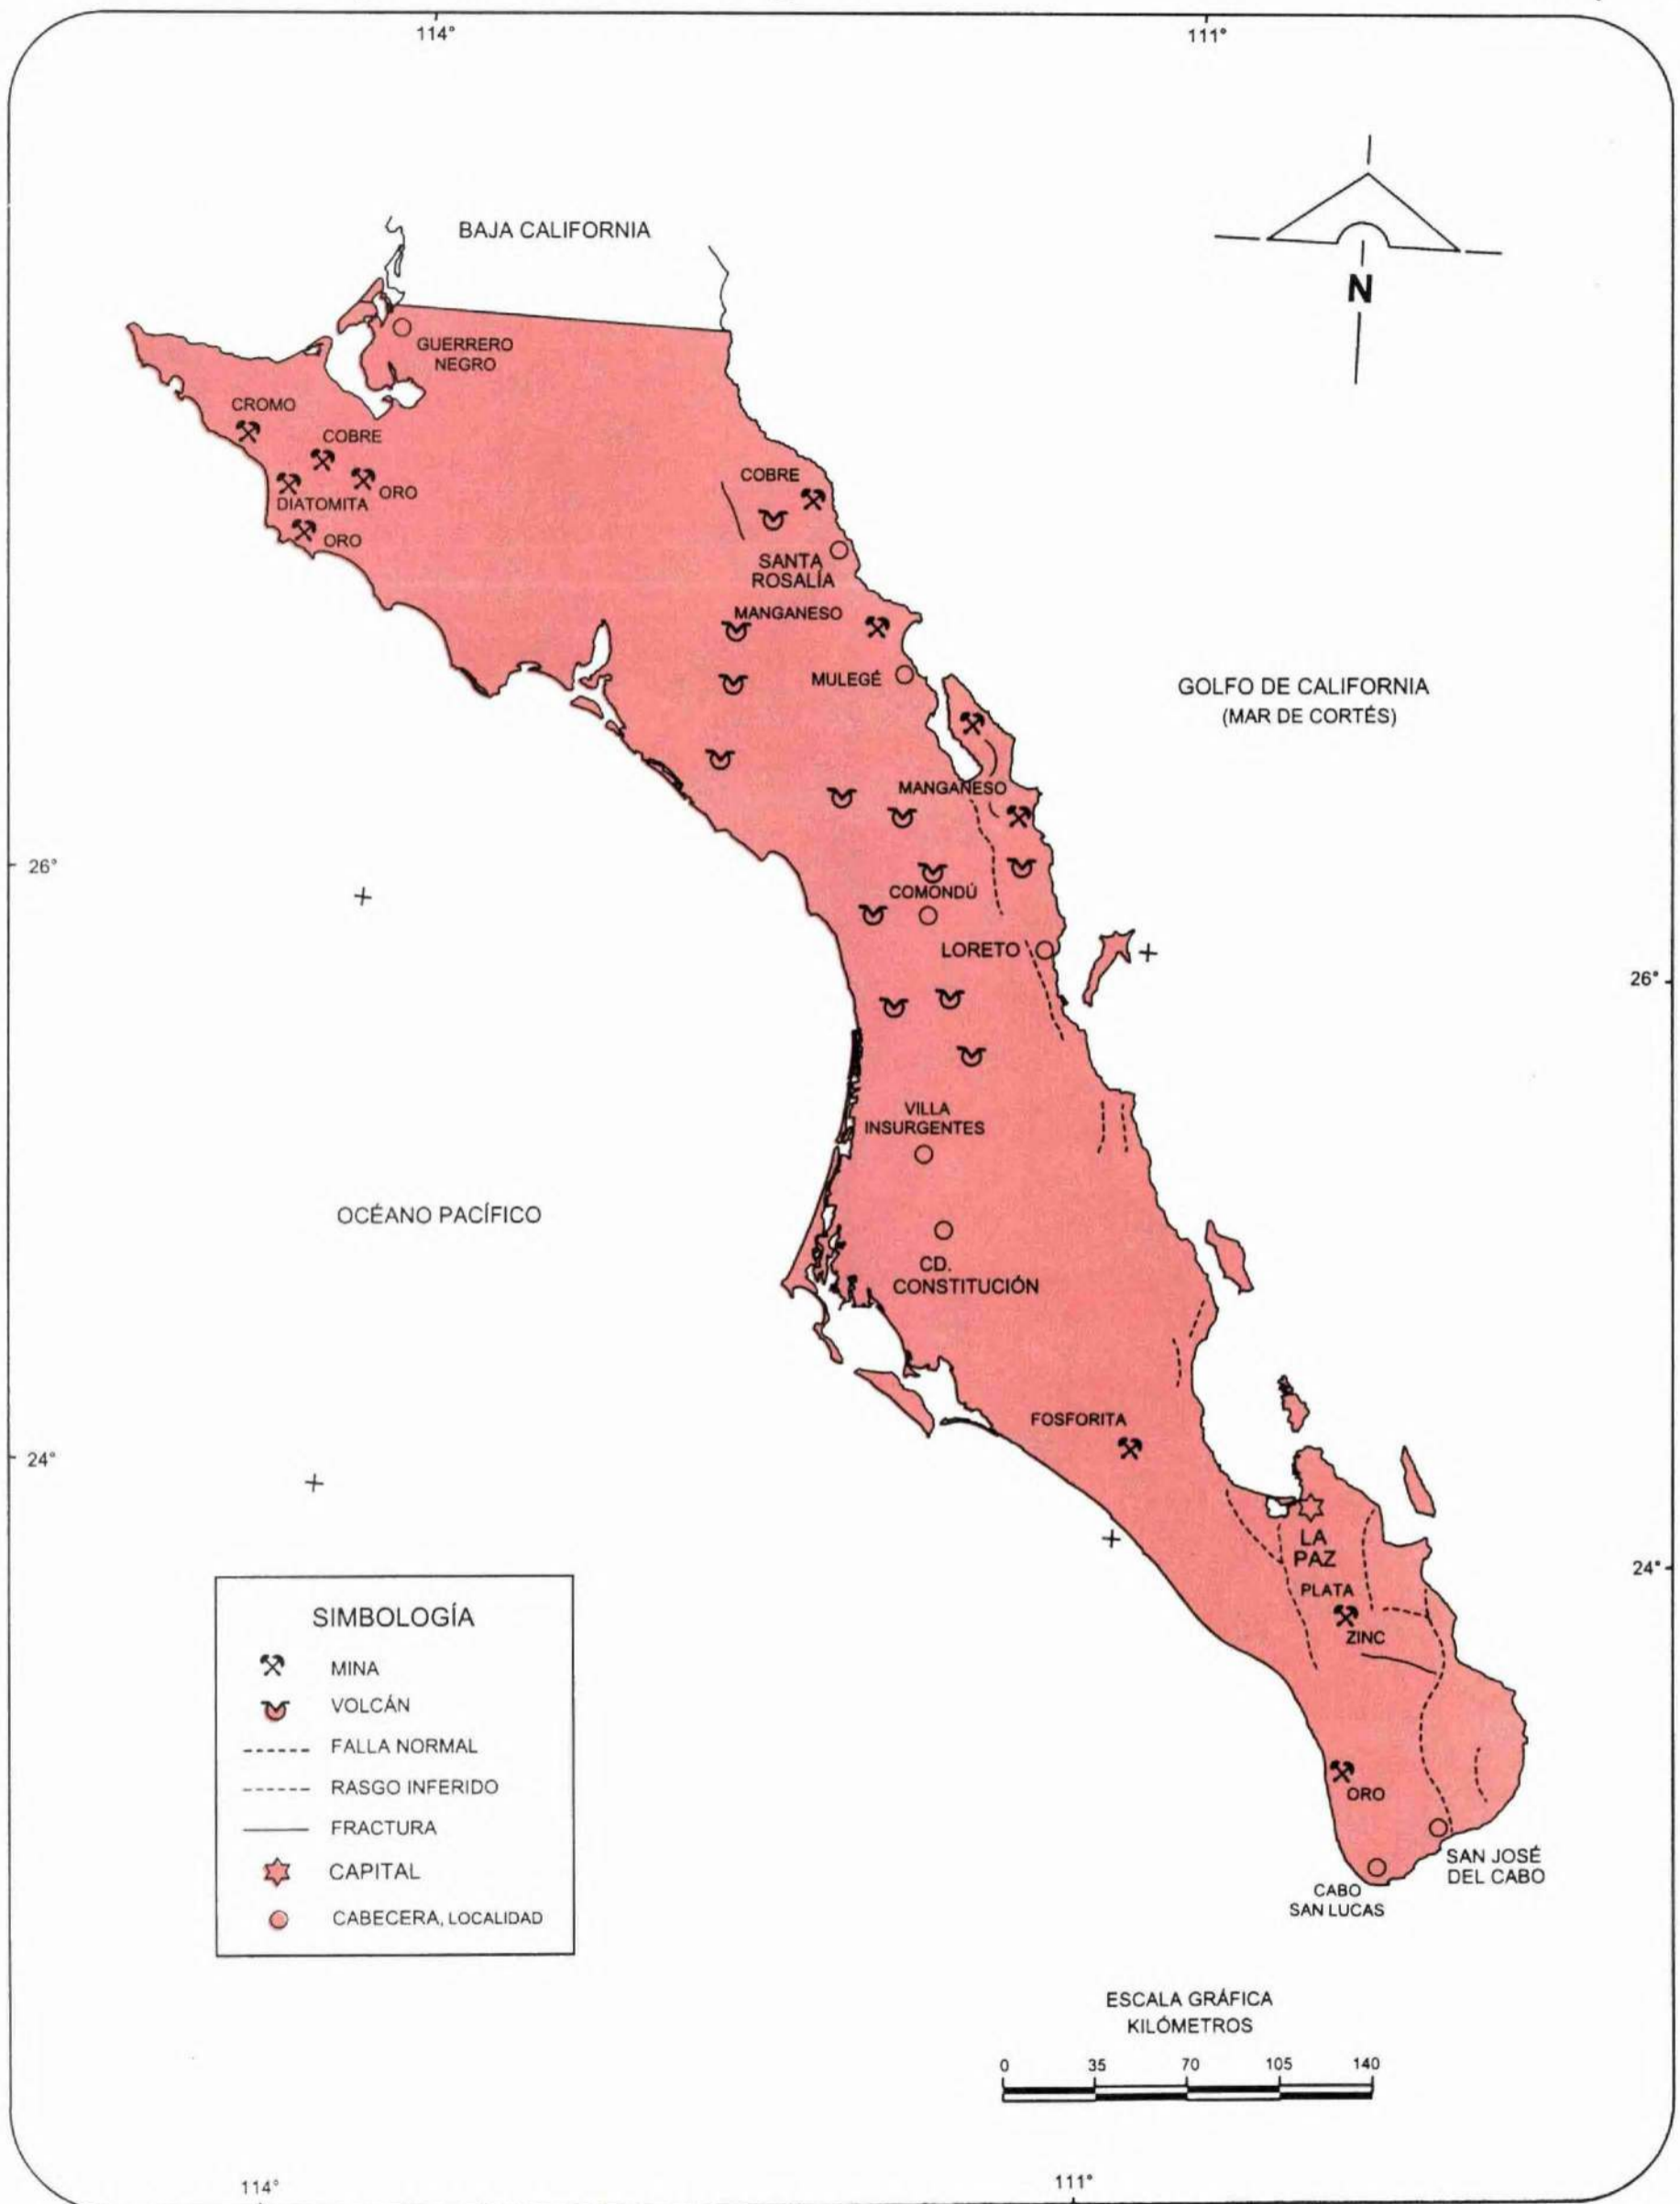 114°
111°
BAJA CALIFORNIA
N
GUERRERO
NEGRO
CROMO
COBRE
ORO
DIATOMITA
ORO
COBRE
SANTA
ROSALÍA
MANGANESO
MULEGÉ
GOLFO DE CALIFORNIA
(MAR DE CORTÉS)
MANGANESO
26°
COMONDÚ
LORETO
26°
VILLA
INSURGENTES
OCÉANO PACÍFICO
CD.
CONSTITUCIÓN
FOSFORITA
24°
LA
PAZ
24°
PLATA
ZINC
ORO
SAN JOSÉ
DEL CABO
CABO
SAN LUCAS
SIMBOLOGÍA
MINA
VOLCÁN
FALLA NORMAL
RASGO INFERIDO
FRACTURA
CAPITAL
CABECERA, LOCALIDAD
ESCALA GRÁFICA
KILÓMETROS
0 35 70 105 140
114°
111°